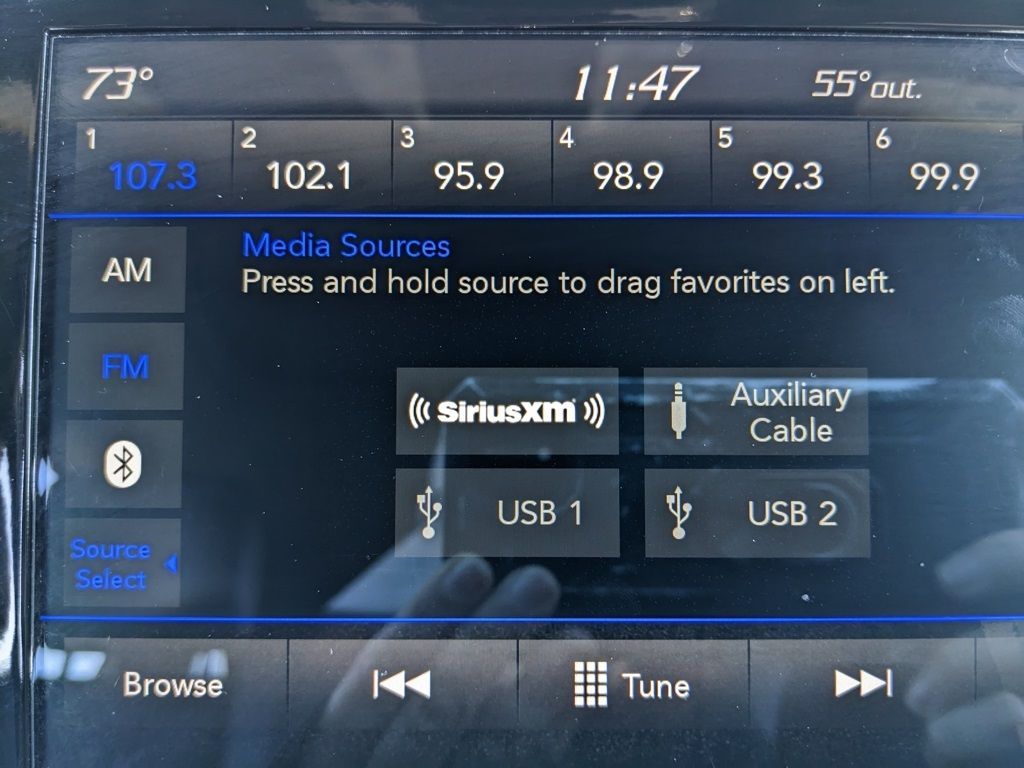 73° 11:47 55° out.
1 2 3 4 5 6
107.3 102.1 95.9 98.9 99.3 99.9
AM
Media Sources
Press and hold source to drag favorites on left.
FM
SiriusXM
Auxiliary
Cable
USB 1 USB 2
Source
Select
Browse Tune